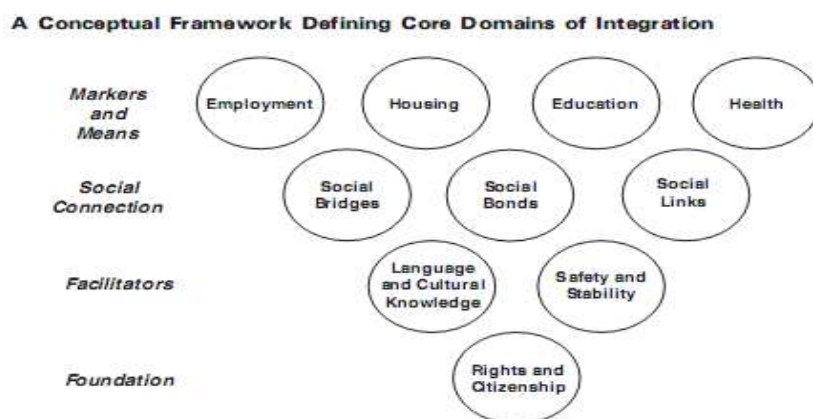 A Conceptual Framework Defining Core Domains of Integration
Markers
and
Means
Employment
Housing
Education
Health
Social
Connection
Social
Bridges
Social
Bonds
Social
Links
Facilitators
Language
and Cultural
Knowledge
Safety and
Stability
Foundation
Rights and
Citizenship